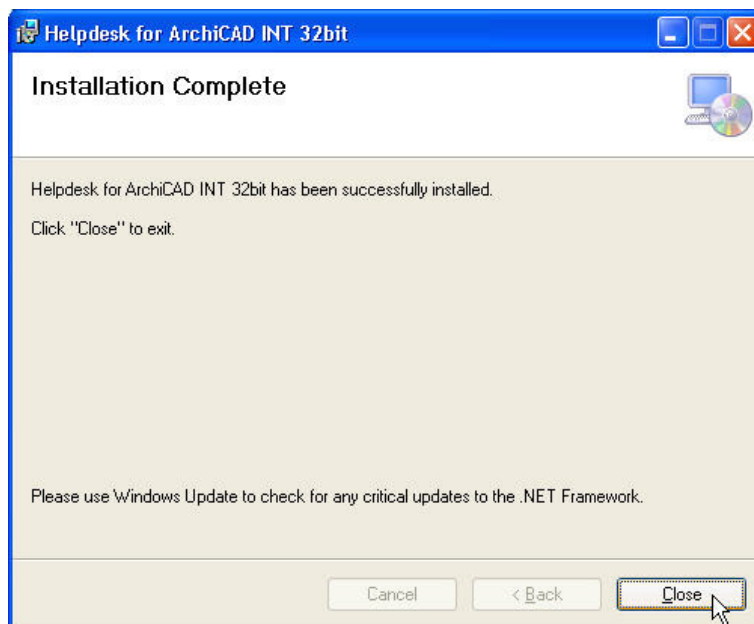 Helpdesk for ArchiCAD INT 32bit
Installation Complete
Helpdesk for ArchiCAD INT 32bit has been successfully installed.
Click "Close" to exit.
Please use Windows Update to check for any critical updates to the .NET Framework.
Cancel
< Back
Close